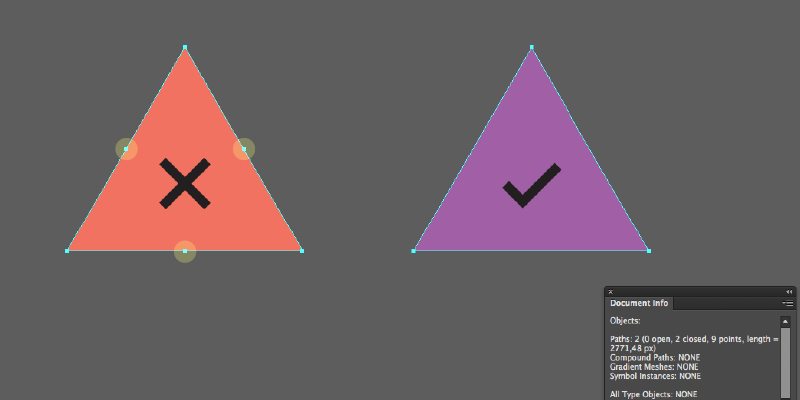 Document Info
Objects:
Paths: 2 (0 open, 2 closed, 9 points, length =
2771,48 px)
Compound Paths: NONE
Gradient Meshes: NONE
Symbol Instances: NONE
All Type Objects: NONE